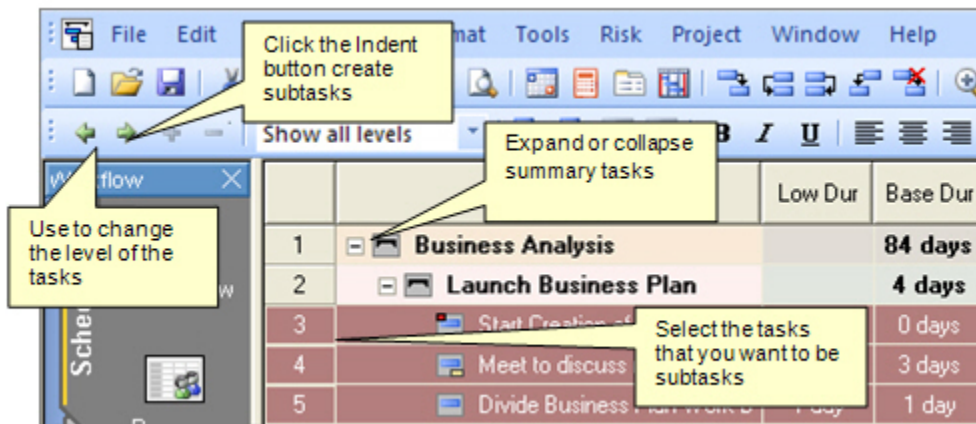 File Edit mat Tools Risk Project Window Help
Click the Indent
button create
subtasks
Show all levels
B I U
Expand or collapse
summary tasks
Low Dur Base Dur
Use to change
the level of the
tasks
1 Business Analysis 84 days
2 Launch Business Plan 4 days
3 Start Creation of 0 days
4 Meet to discuss 3 days
5 Divide Business Plan Work 1 day 1 day
Select the tasks
that you want to be
subtasks